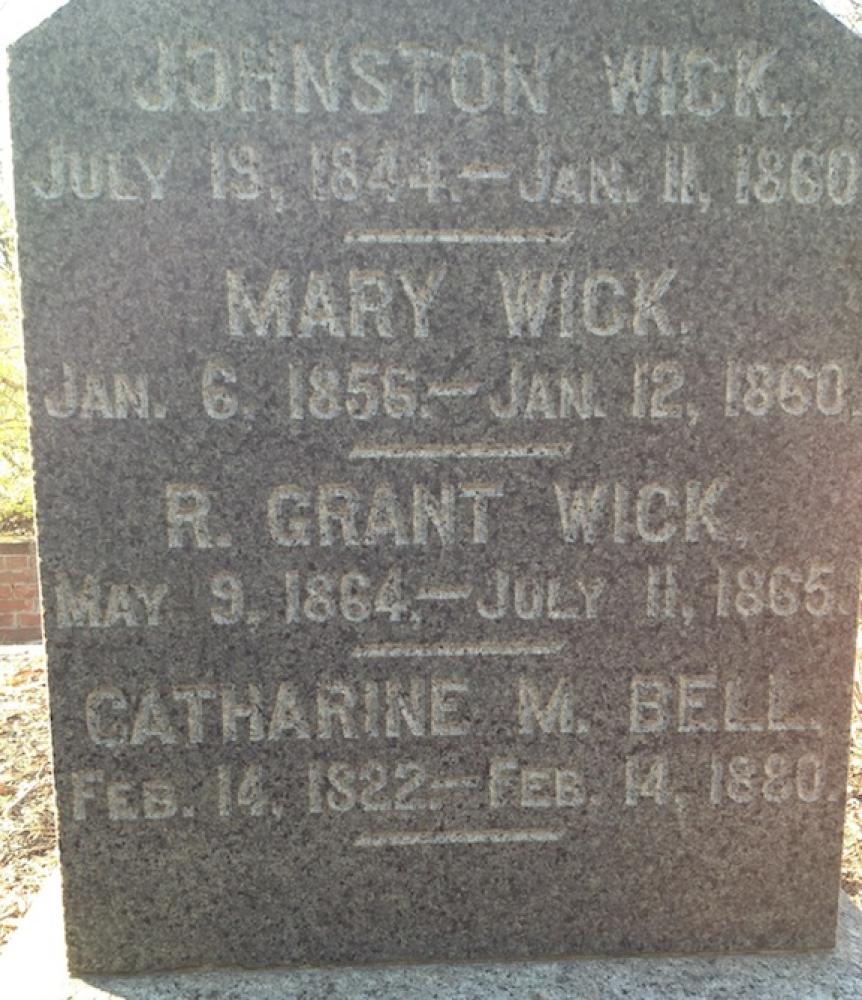 JOHNSTON WICK,
JULY 19, 1844.—JAN. 11, 1860
MARY WICK.
JAN. 6, 1856.—JAN. 12, 1860.
R. GRANT WICK.
MAY 9, 1864.—JULY 11, 1865.
CATHARINE M. BELL.
FEB. 14, 1822.—FEB. 14, 1880.